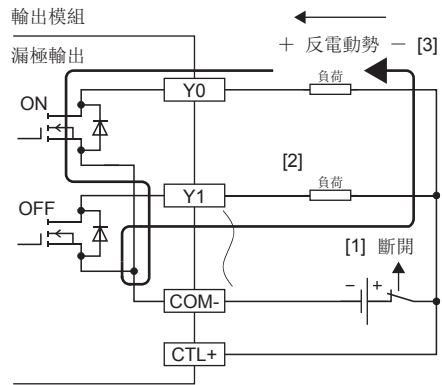 輸出模組
漏極輸出
+ 反電動勢 − [3]
負荷
Y0
ON
[2]
負荷
Y1
OFF
[1] 斷開
− +
COM-
CTL+